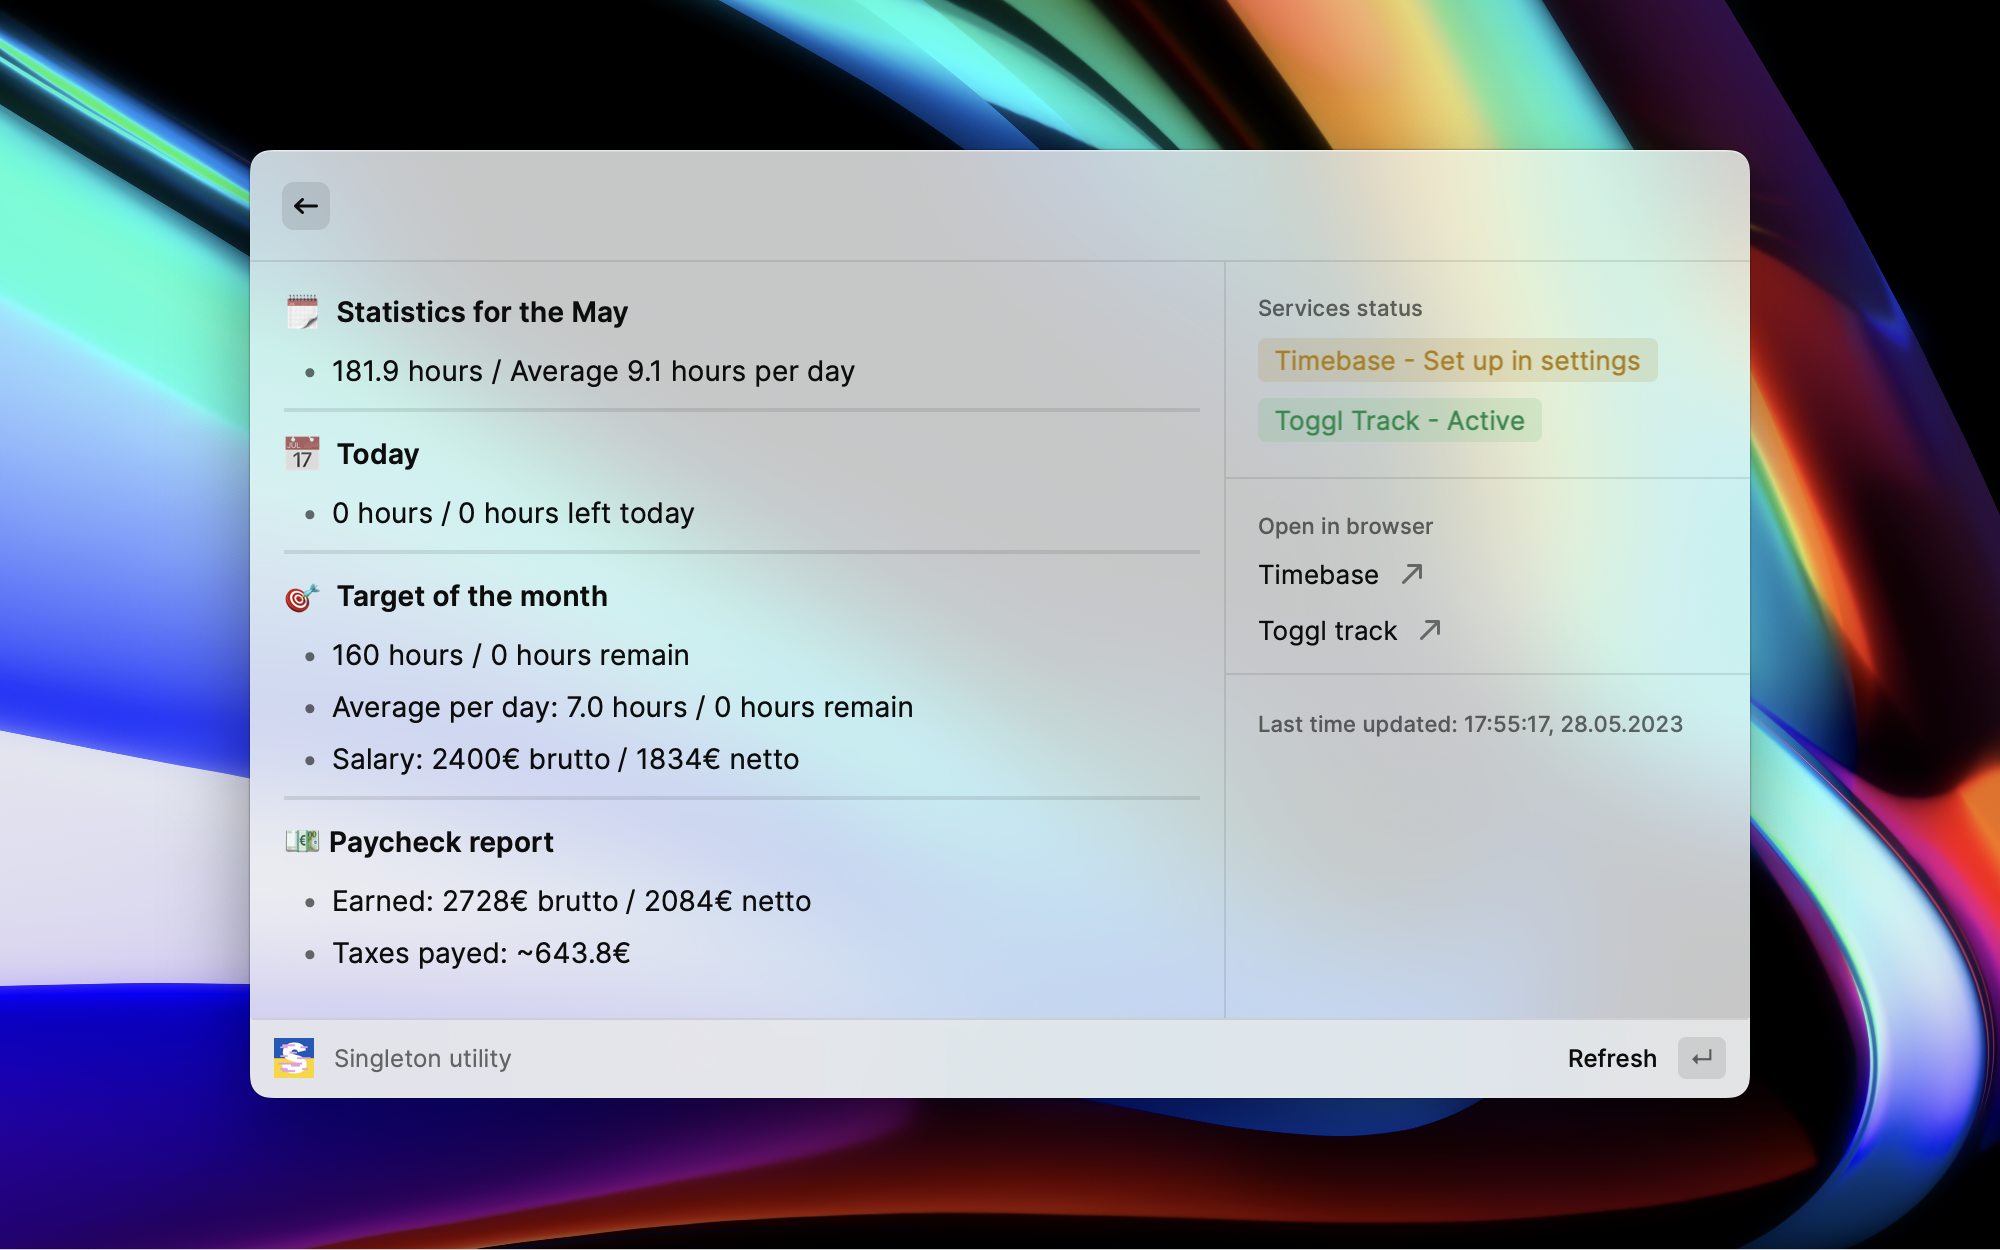 Statistics for the May
181.9 hours / Average 9.1 hours per day
JUL
17
Today
0 hours / 0 hours left today
Target of the month
160 hours / 0 hours remain
Average per day: 7.0 hours / 0 hours remain
Salary: 2400€ brutto / 1834€ netto
Paycheck report
Earned: 2728€ brutto / 2084€ netto
Taxes payed: ~643.8€
Services status
Timebase - Set up in settings
Toggl Track - Active
Open in browser
Timebase
Toggl track
Last time updated: 17:55:17, 28.05.2023
S
Singleton utility
Refresh